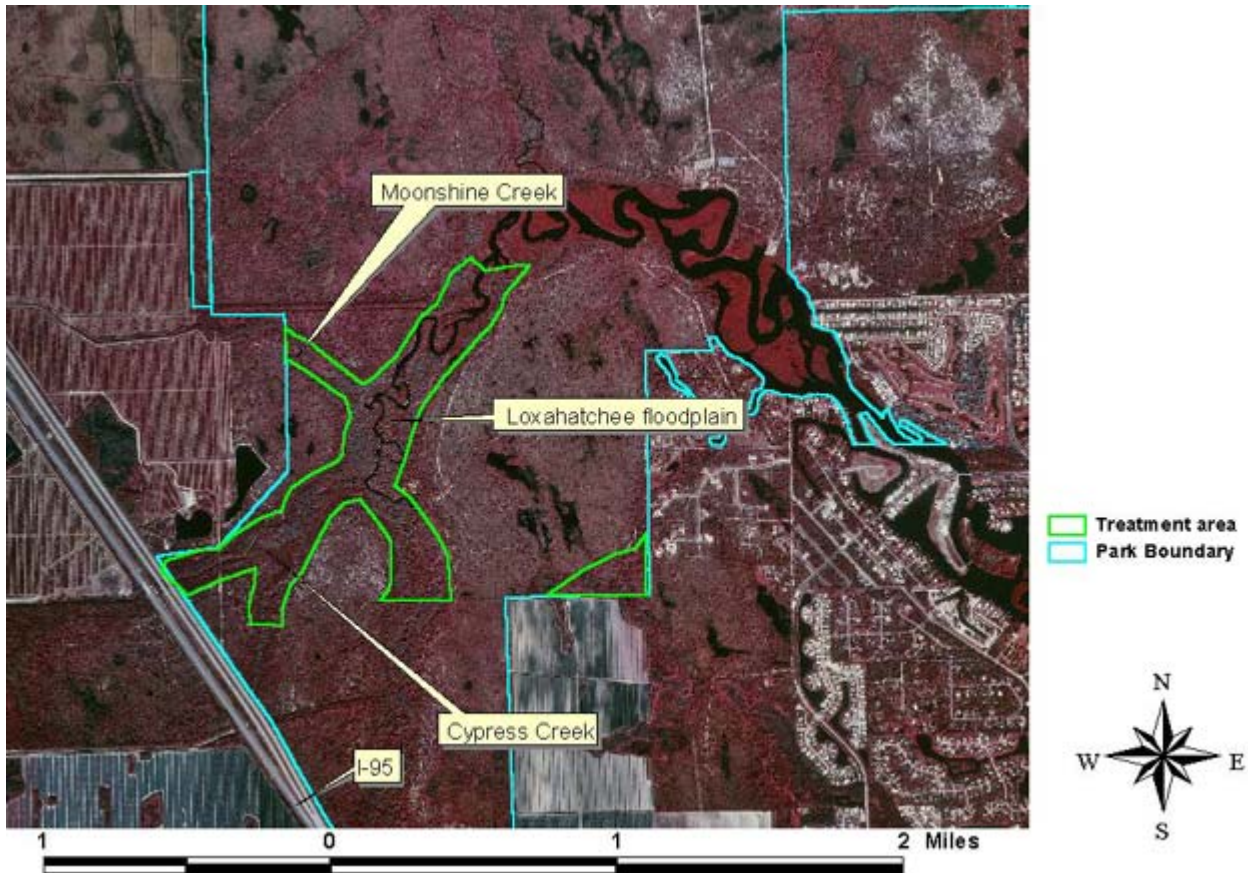 Moonshine Creek
Loxahatchee floodplain
Treatment area
Park Boundary
Cypress Creek
I-95
N
W E
S
1 0 1 2 Miles